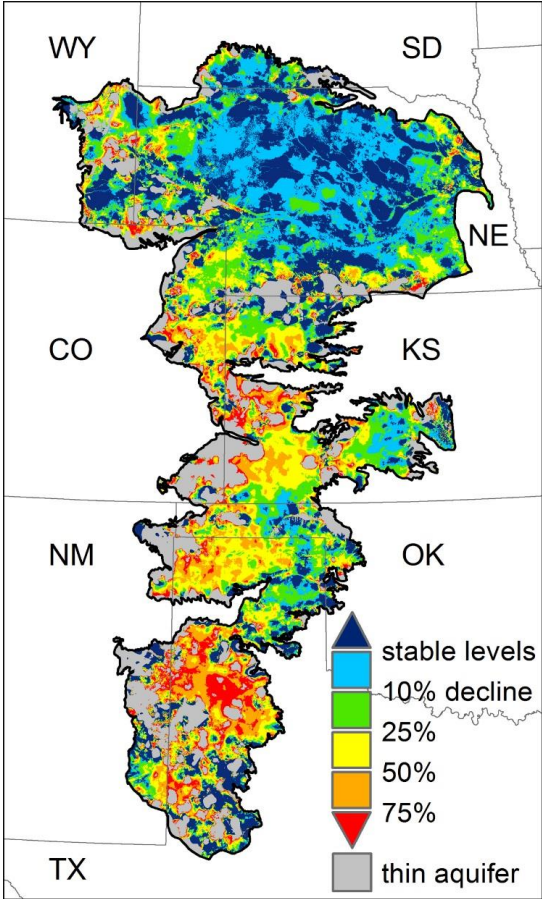 WY
SD
NE
CO
KS
NM
OK
stable levels
10% decline
25%
50%
75%
TX
thin aquifer